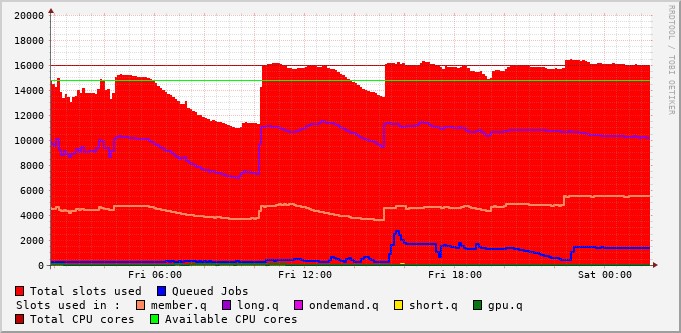 20000
18000
16000
14000
12000
10000
8000
6000
4000
2000
0
Fri 06:00 Fri 12:00 Fri 18:00 Sat 00:00
RRDTOOL / TOBI OETIKER
Total slots used Queued Jobs
Slots used in : member.q long.q ondemand.q short.q gpu.q
Total CPU cores Available CPU cores